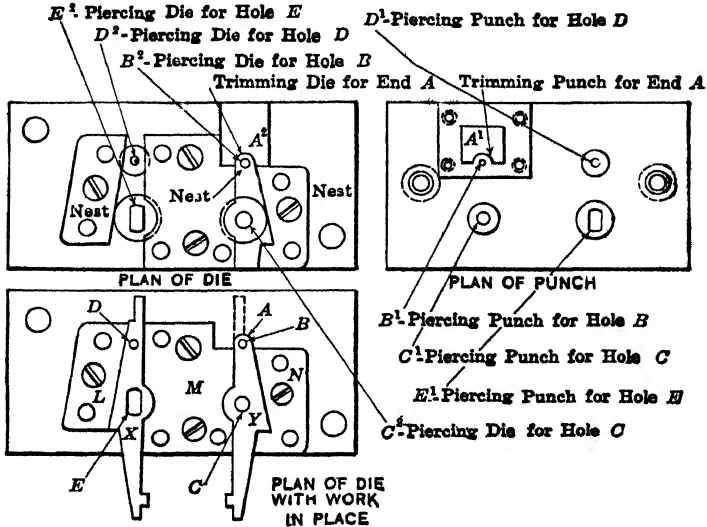 E²-Piercing Die for Hole E
D²-Piercing Die for Hole D
B²-Piercing Die for Hole B
Trimming Die for End A
D¹-Piercing Punch for Hole D
Trimming Punch for End A
A²
Nest
Nest
Nest
A¹
PLAN OF DIE
PLAN OF PUNCH
D
A
B
L
M
N
X
Y
E
C
B¹-Piercing Punch for Hole B
C¹-Piercing Punch for Hole C
E¹-Piercing Punch for Hole E
C²-Piercing Die for Hole C
PLAN OF DIE
WITH WORK
IN PLACE